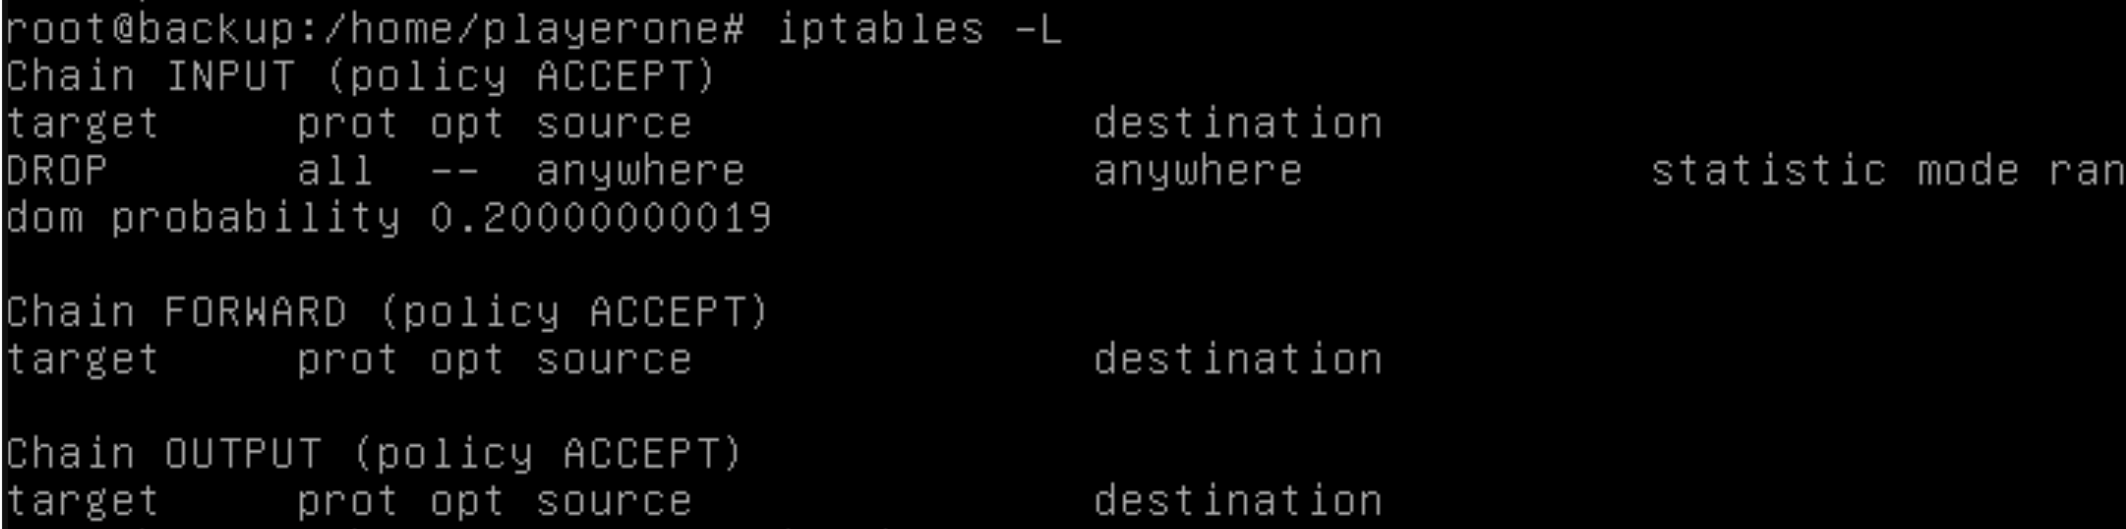 root@backup:/home/playerone# iptables -L
Chain INPUT (policy ACCEPT)
target     prot opt source               destination
DROP       all  --  anywhere             anywhere             statistic mode ran
dom probability 0.20000000019

Chain FORWARD (policy ACCEPT)
target     prot opt source               destination

Chain OUTPUT (policy ACCEPT)
target     prot opt source               destination